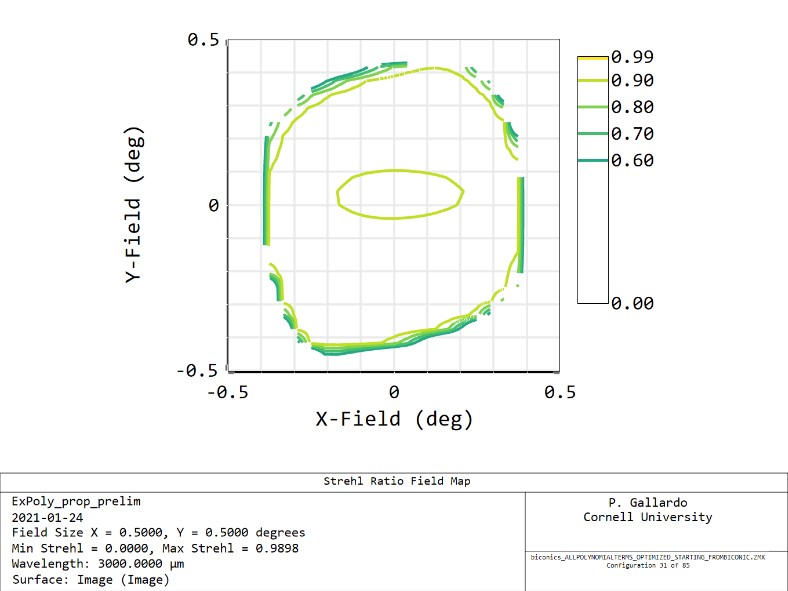 0.5
0
-0.5
Y-Field (deg)
-0.5
0
0.5
X-Field (deg)
0.99
0.90
0.80
0.70
0.60
0.00
Strehl Ratio Field Map
ExPoly_prop_prelim
2021-01-24
Field Size X = 0.5000, Y = 0.5000 degrees
Min Strehl = 0.0000, Max Strehl = 0.9898
Wavelength: 3000.0000 µm
Surface: Image (Image)
P. Gallardo
Cornell University
biconics_ALLPOLYNOMIALTERMS_OPTIMIZED_STARTING_FROMBICONIC.ZMX
Configuration 31 of 85